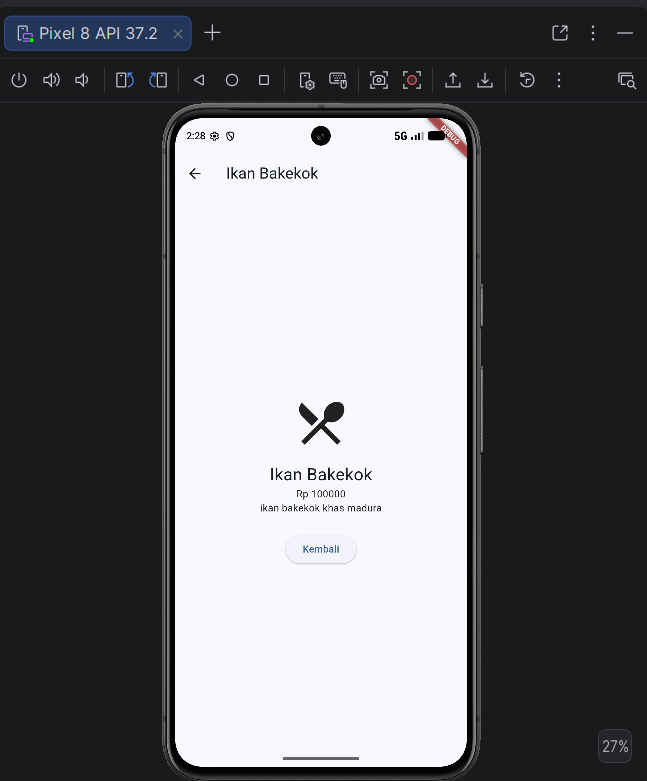 Pixel 8 API 37.2
2:28
5G
DEBUG
Ikan Bakekok
Ikan Bakekok
Rp 100000
ikan bakekok khas madura
Kembali
27%